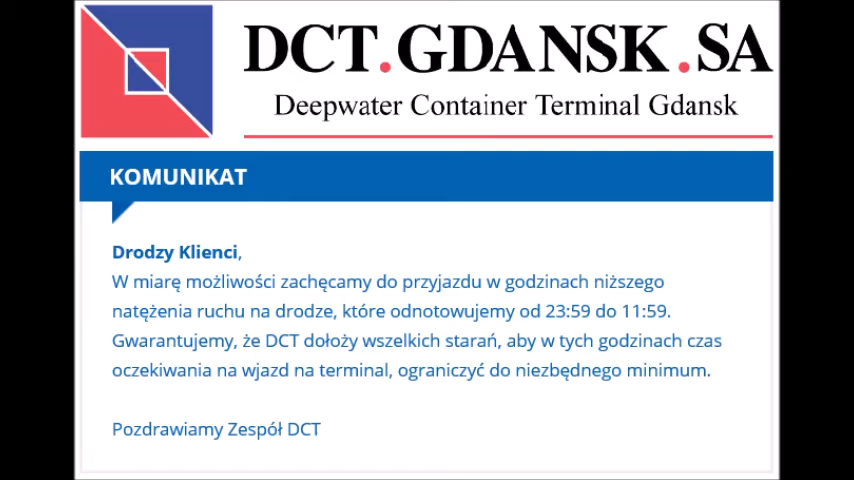 DCT.GDANSK.SA
Deepwater Container Terminal Gdansk
KOMUNIKAT
Drodzy Klienci,
W miarę możliwości zachęcamy do przyjazdu w godzinach niższego
natężenia ruchu na drodze, które odnotowujemy od 23:59 do 11:59.
Gwarantujemy, że DCT dołoży wszelkich starań, aby w tych godzinach czas
oczekiwania na wjazd na terminal, ograniczyć do niezbędnego minimum.
Pozdrawiamy Zespół DCT